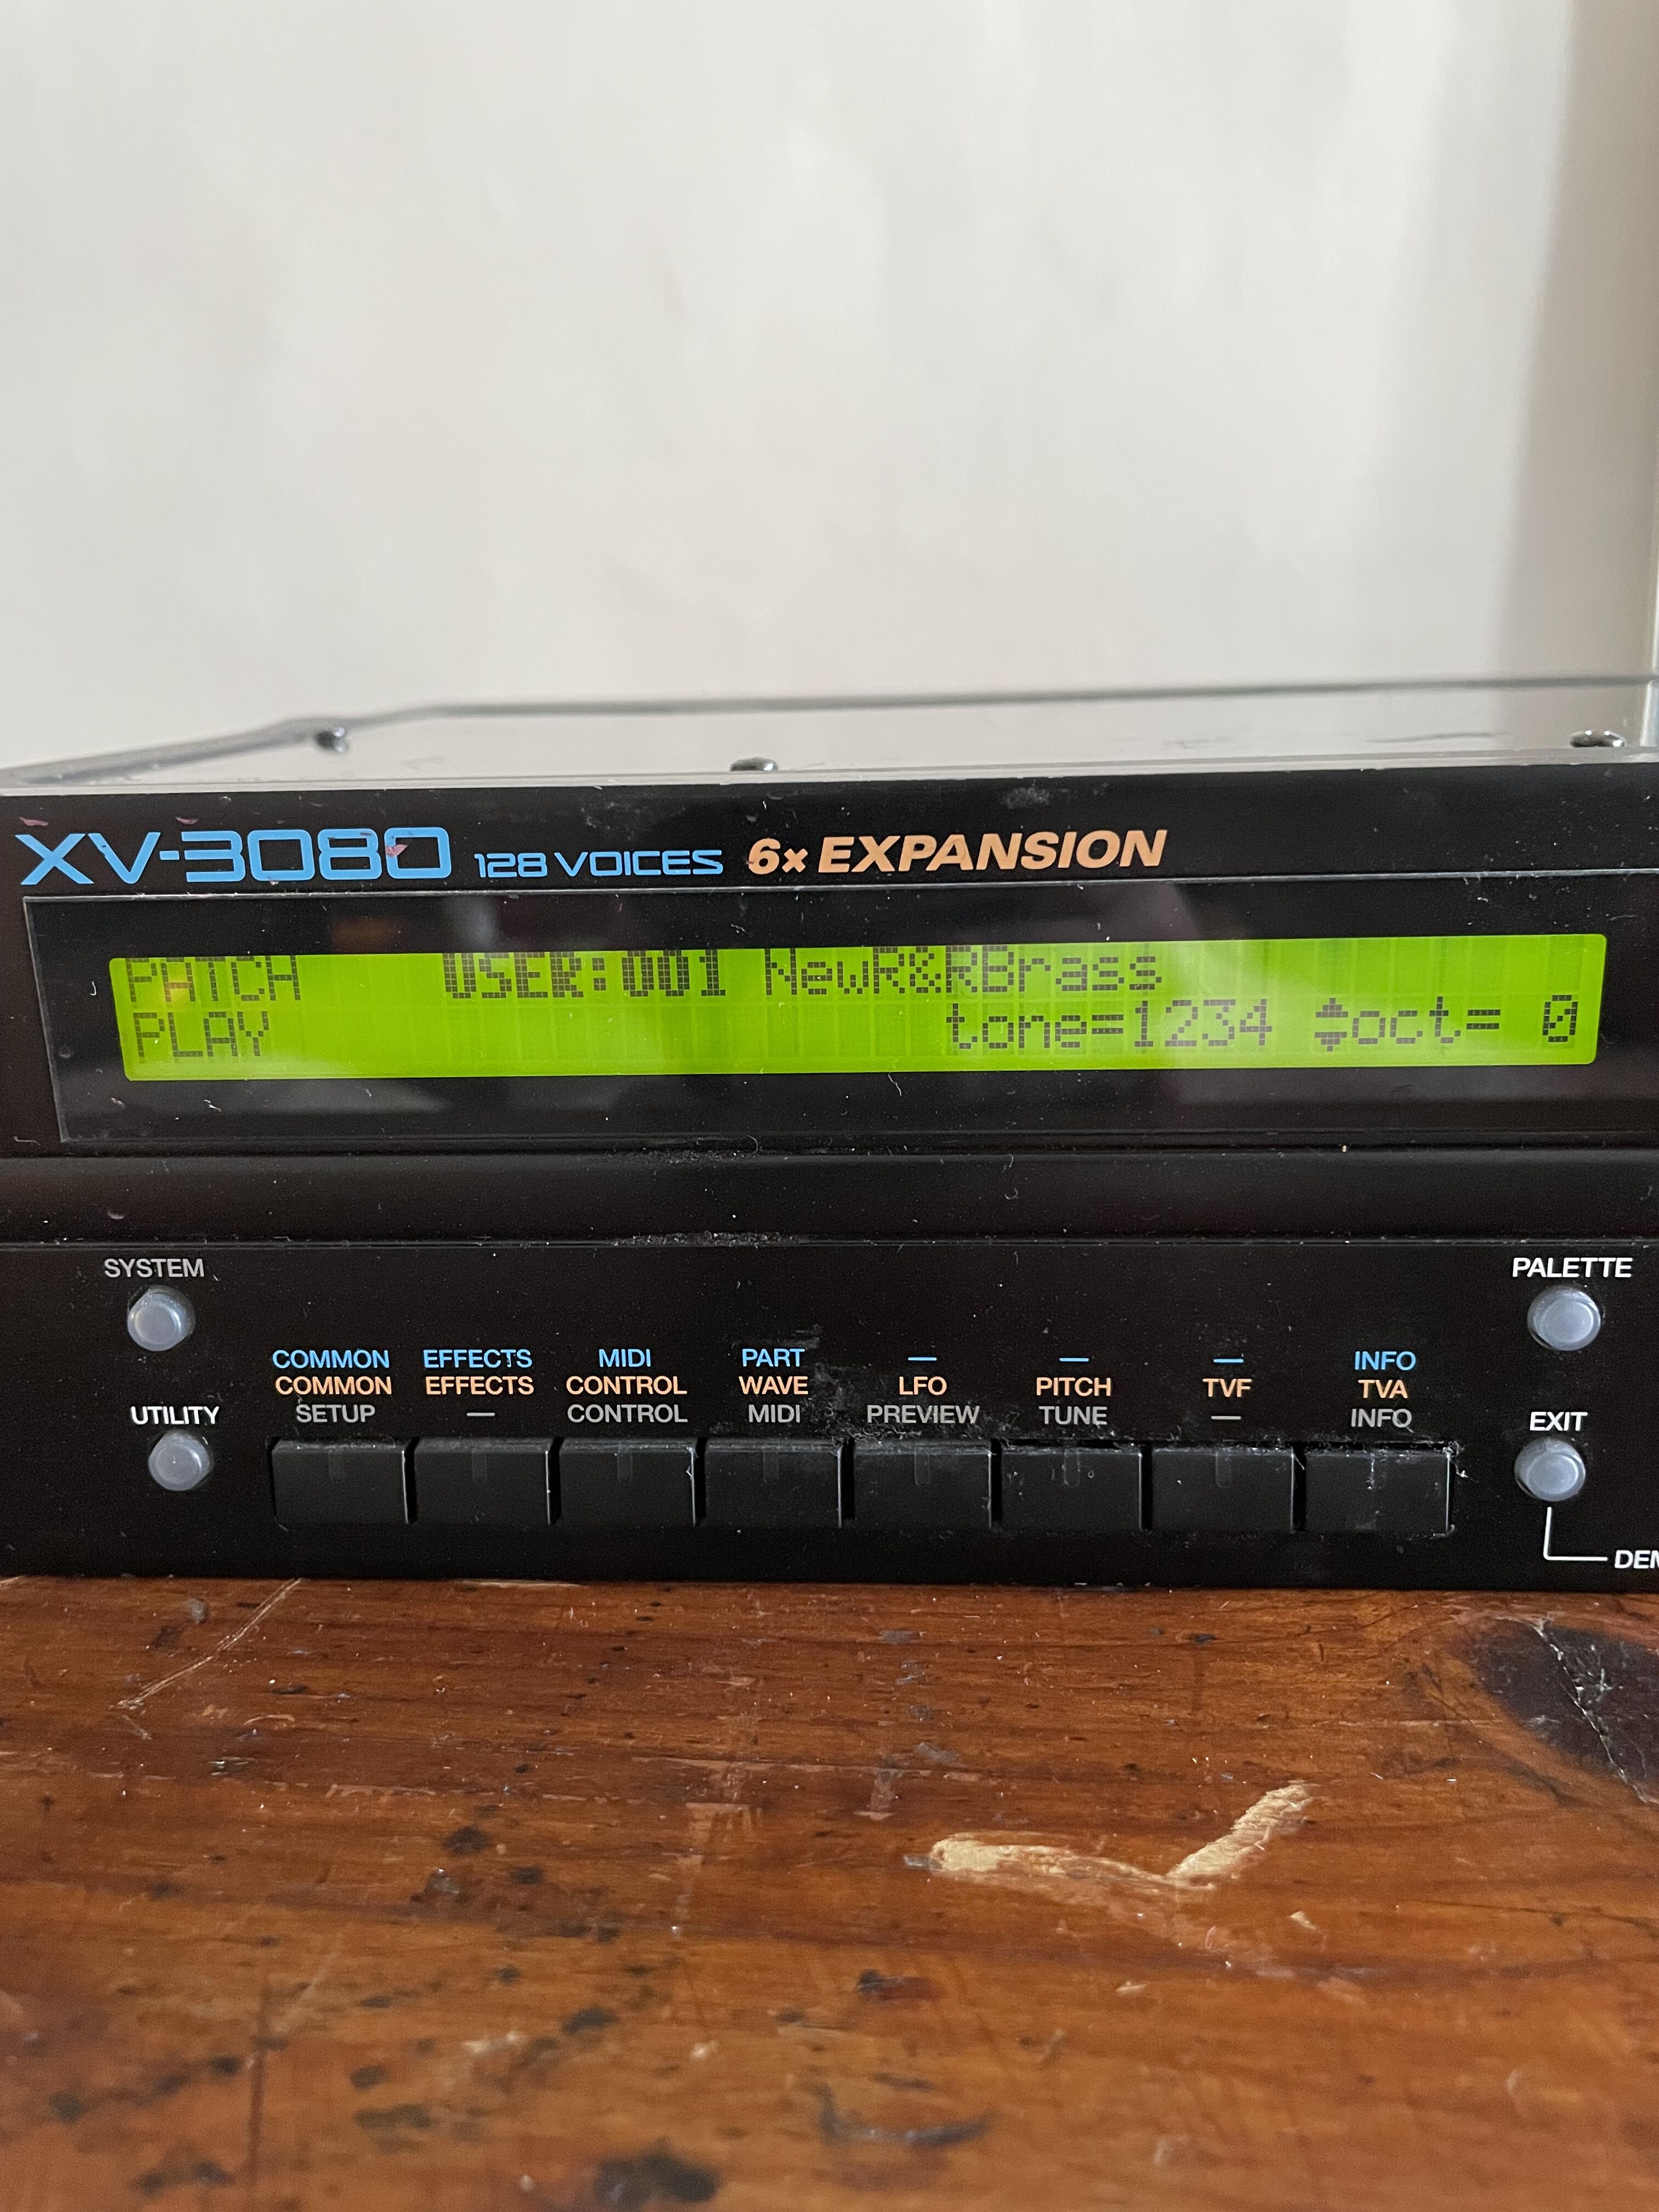 XV-3080 128 VOICES 6x EXPANSION
PATCH USER:001 NewR&RBrass
PLAY tone=1234 oct= 0
SYSTEM PALETTE
COMMON EFFECTS MIDI PART — — — INFO
COMMON EFFECTS CONTROL WAVE LFO PITCH TVF TVA
SETUP — CONTROL MIDI PREVIEW TUNE — INFO
UTILITY EXIT